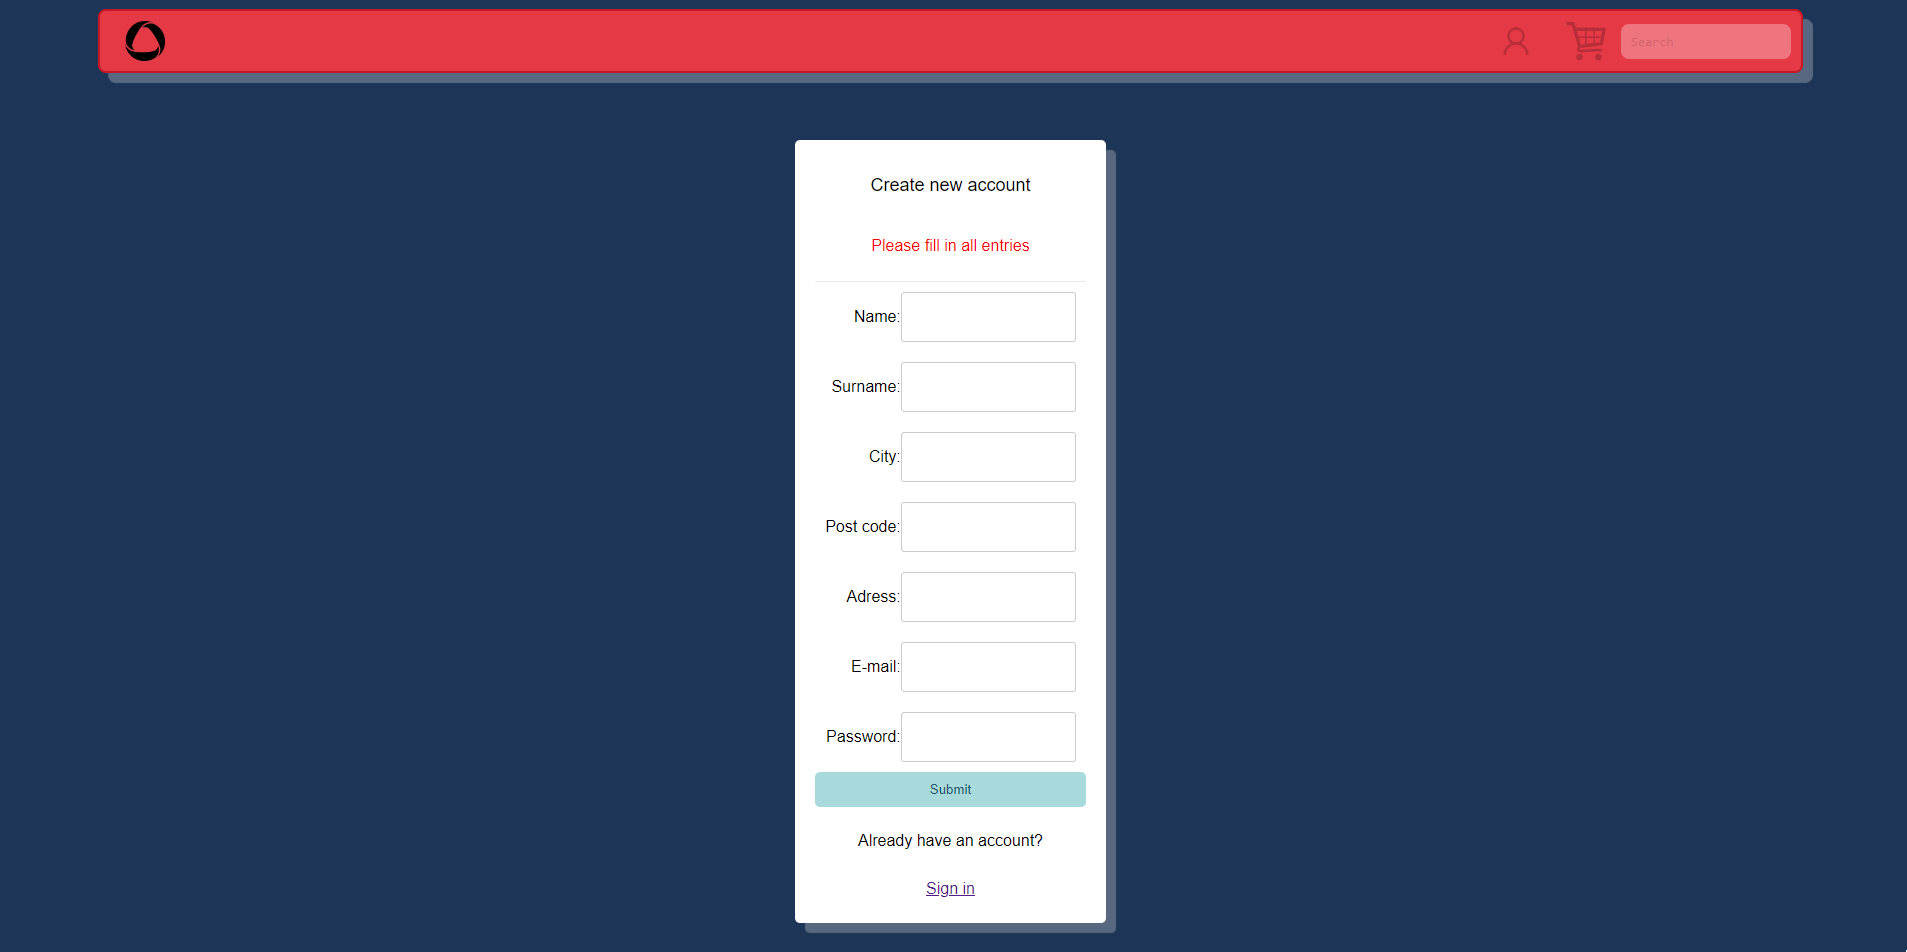 Search
Create new account
Please fill in all entries
Name:
Surname:
City:
Post code:
Adress:
E-mail:
Password:
Submit
Already have an account?
Sign in